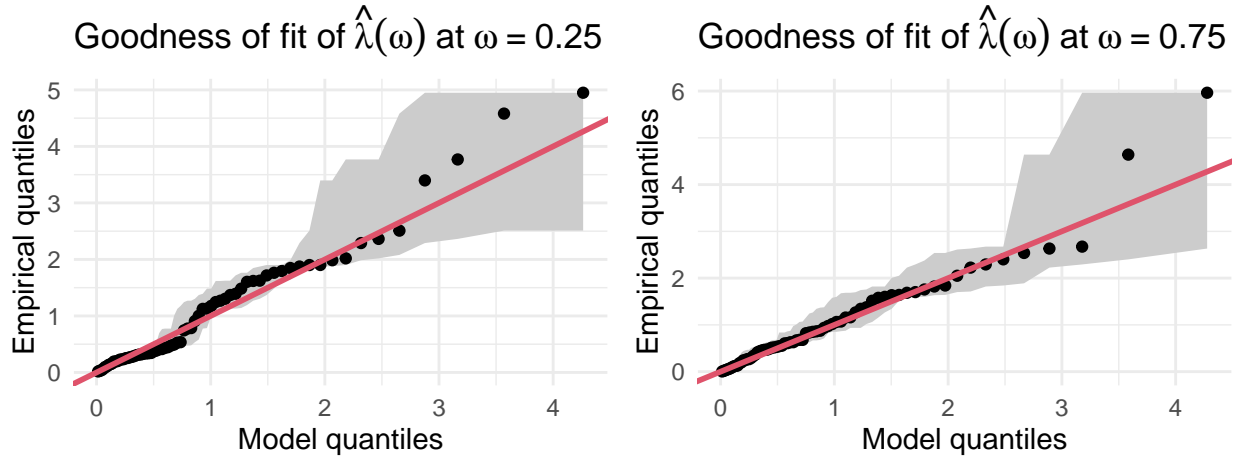 Goodness of fit of λ̂(ω) at ω = 0.25
Empirical quantiles
5
4
3
2
1
0
0 1 2 3 4
Model quantiles
Goodness of fit of λ̂(ω) at ω = 0.75
Empirical quantiles
6
4
2
0
0 1 2 3 4
Model quantiles